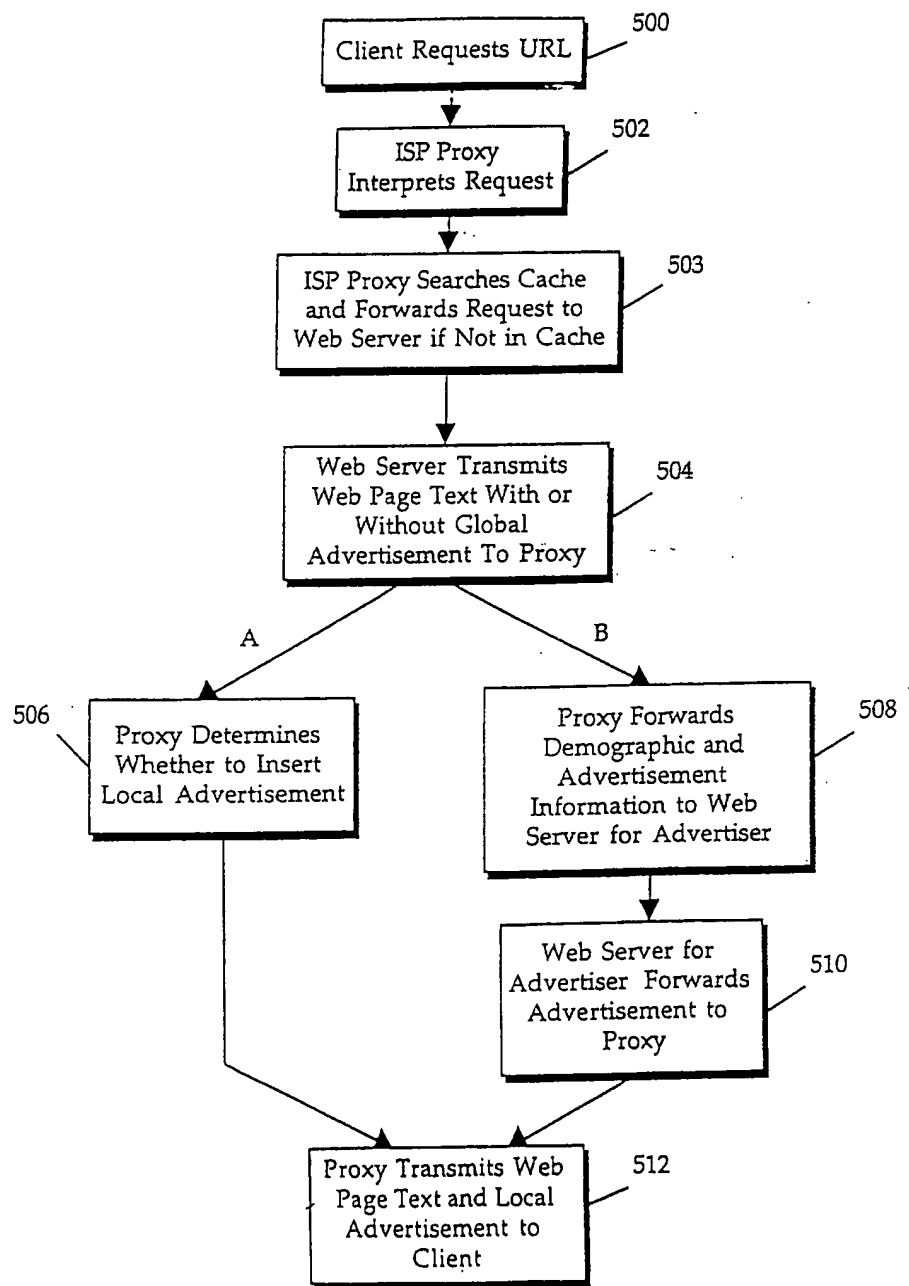 500
Client Requests URL
502
ISP Proxy
Interprets Request
503
ISP Proxy Searches Cache
and Forwards Request to
Web Server if Not in Cache
504
Web Server Transmits
Web Page Text With or
Without Global
Advertisement To Proxy
A
B
506
Proxy Determines
Whether to Insert
Local Advertisement
508
Proxy Forwards
Demographic and
Advertisement
Information to Web
Server for Advertiser
510
Web Server for
Advertiser Forwards
Advertisement to
Proxy
512
Proxy Transmits Web
Page Text and Local
Advertisement to
Client